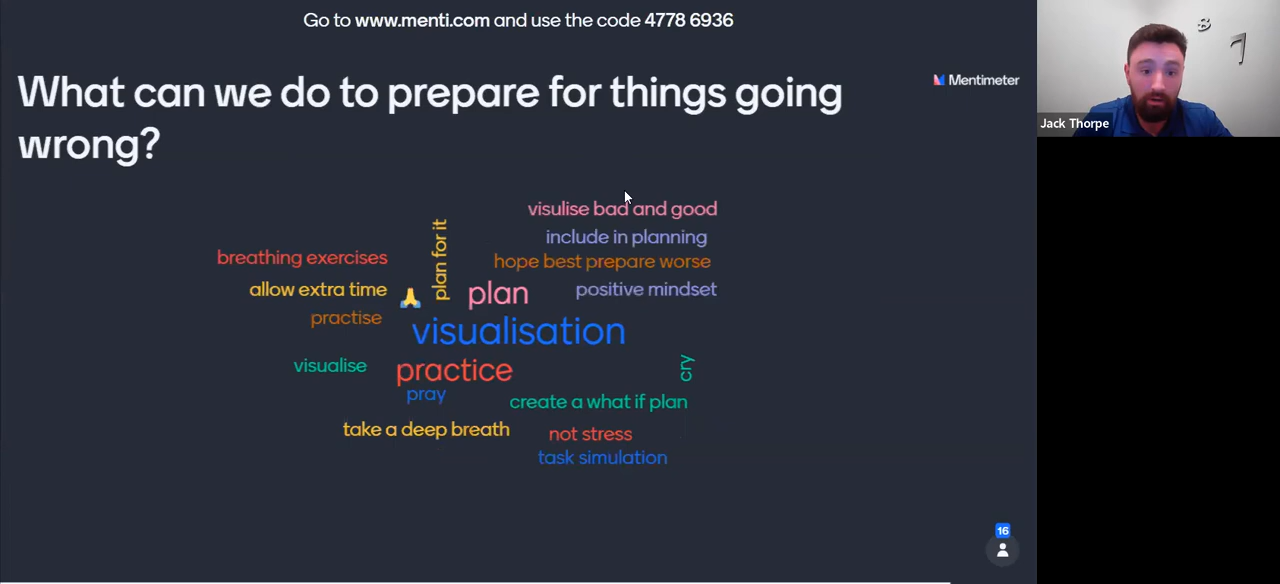 Go to www.menti.com and use the code 4778 6936
What can we do to prepare for things going
wrong?
Mentimeter
Jack Thorpe
visulise bad and good
plan for it
include in planning
breathing exercises
hope best prepare worse
allow extra time
🙏
plan
positive mindset
practise
visualisation
visualise
practice
cry
pray
create a what if plan
take a deep breath
not stress
task simulation
16